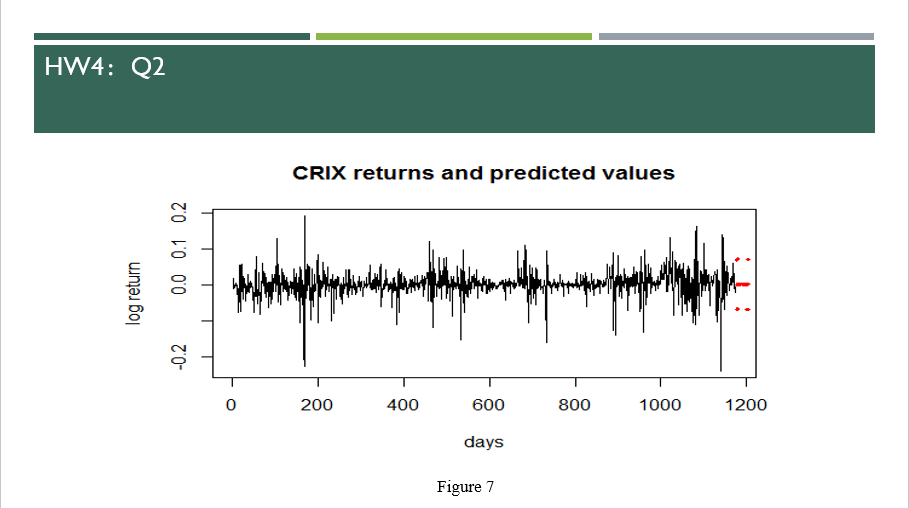 HW4： Q2
CRIX returns and predicted values
log return
0.2
0.1
0.0
-0.2
0 200 400 600 800 1000 1200
days
Figure 7